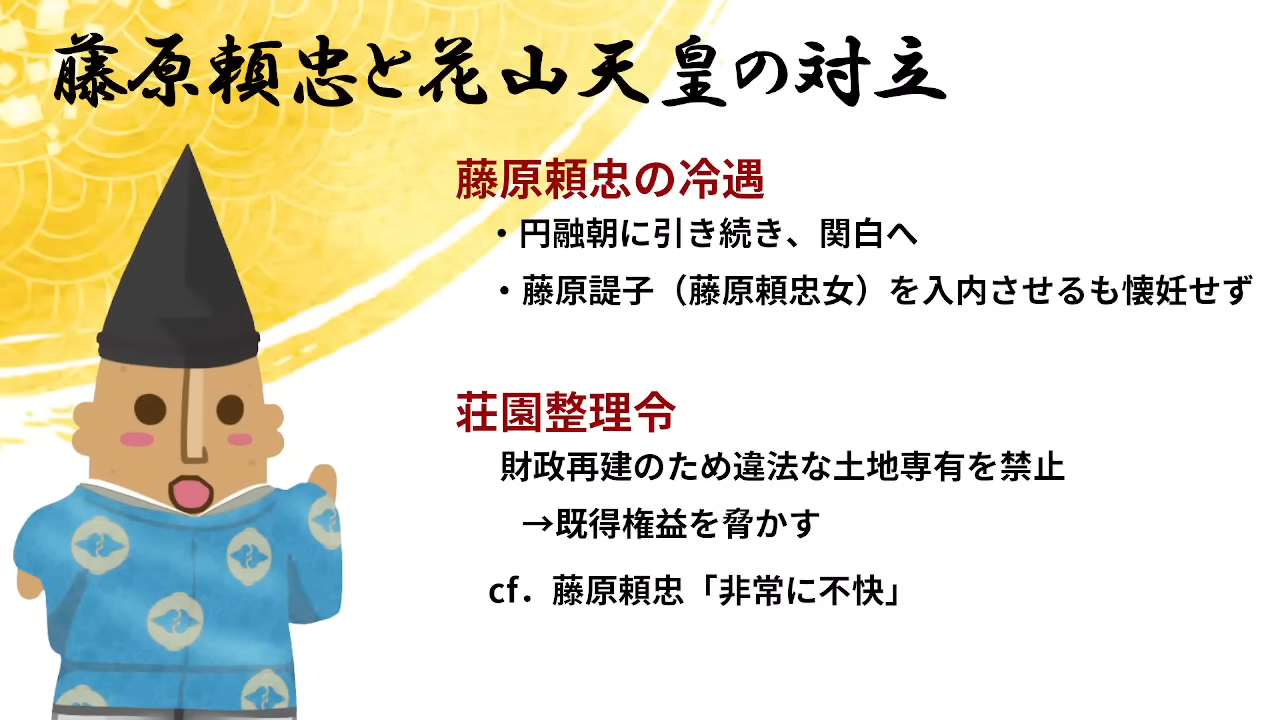 藤原頼忠と花山天皇の対立
藤原頼忠の冷遇
・円融朝に引き続き、関白へ
・藤原諟子（藤原頼忠女）を入内させるも懐妊せず
荘園整理令
財政再建のため違法な土地専有を禁止
→既得権益を脅かす
cf．藤原頼忠「非常に不快」